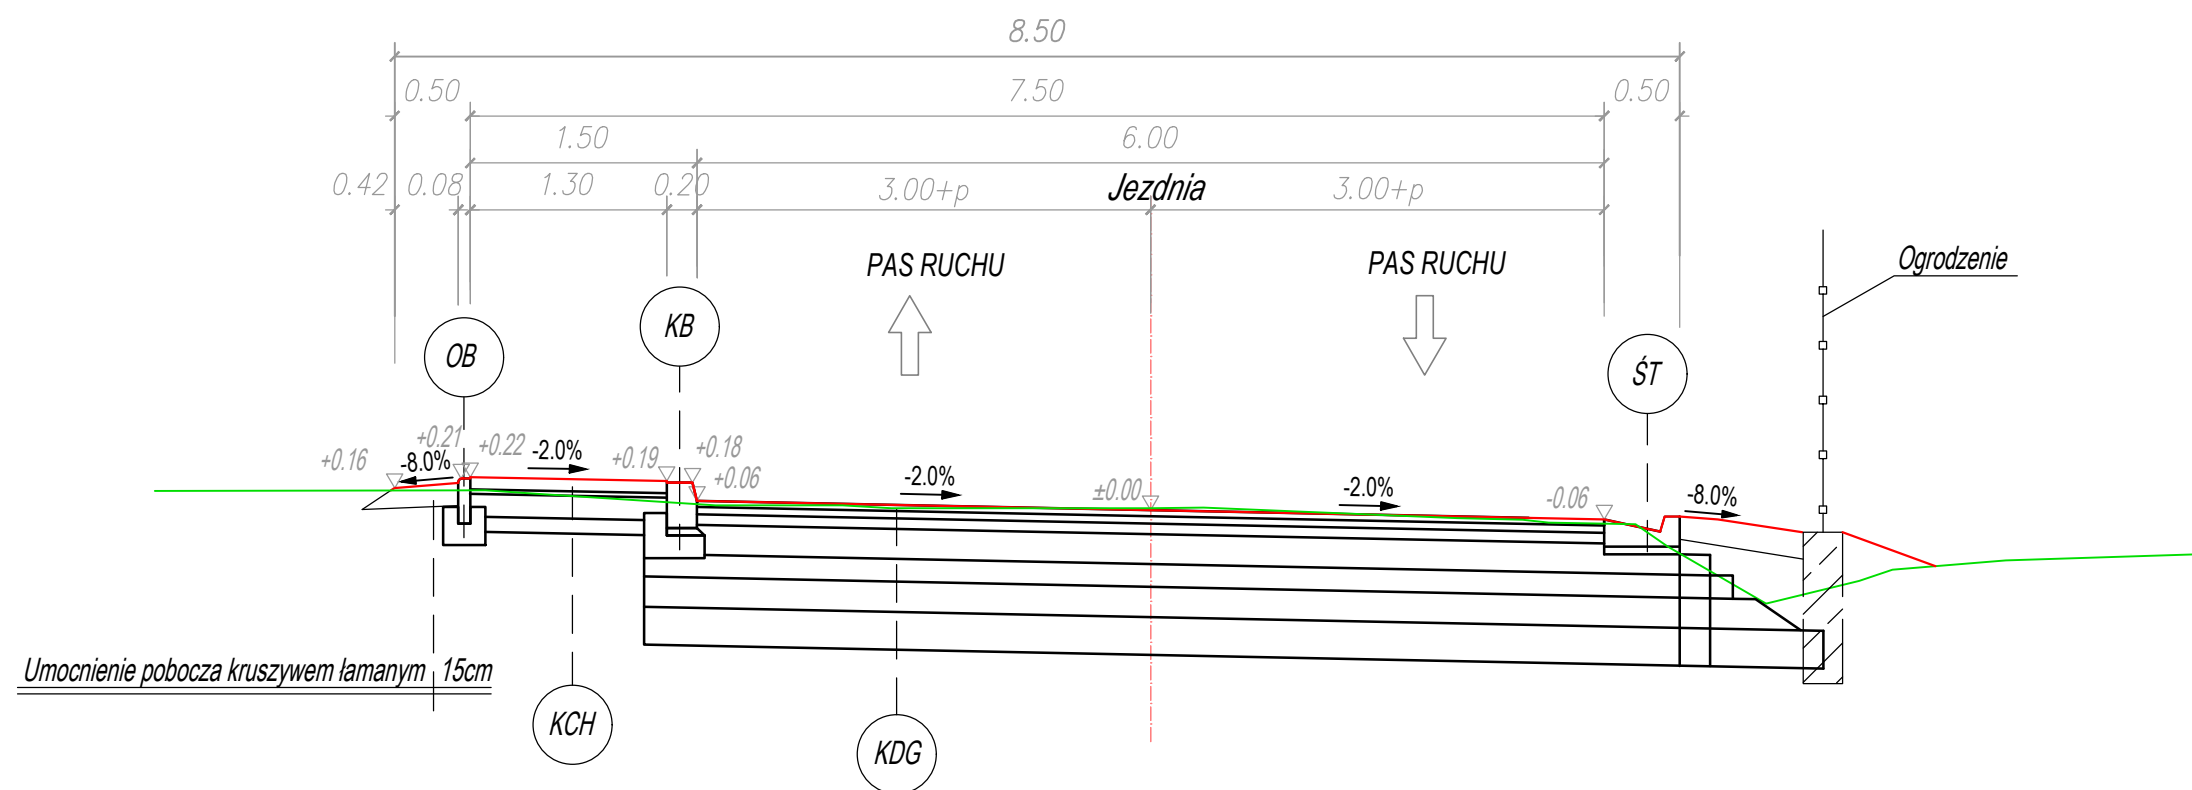 8.50
0.50 7.50 0.50
1.50 6.00
0.42 0.08 1.30 0.20 3.00+p Jezdnia 3.00+p
PAS RUCHU PAS RUCHU
Ogrodzenie
OB KB ŚT
+0.16 -8.0% +0.21 +0.22 -2.0% +0.19 +0.18
+0.06 -2.0% ±0.00 -2.0% -0.06 -8.0%
Umocnienie pobocza kruszywem łamanym 15cm
KCH KDG